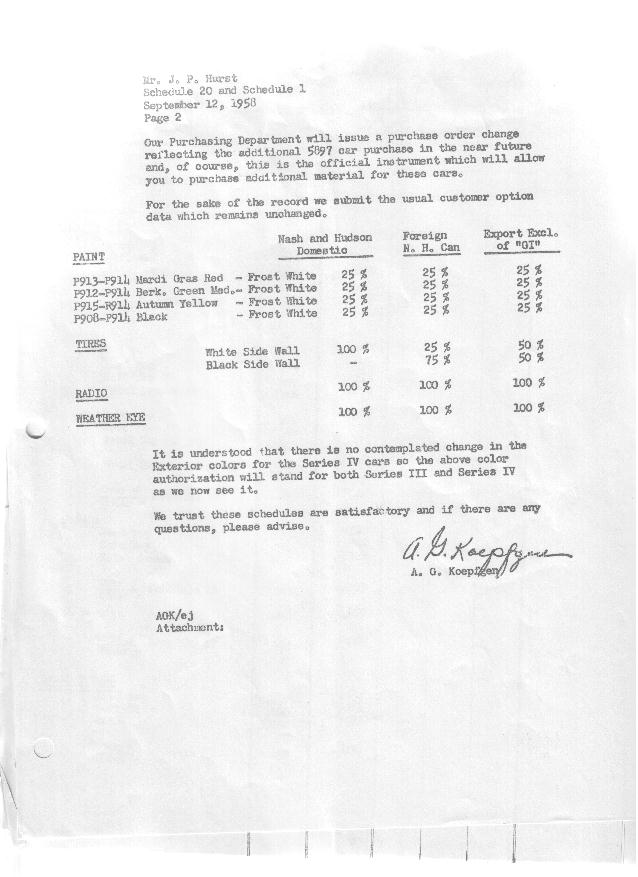 Mr. J. P. Hurst
Schedule 20 and Schedule 1
September 12, 1958
Page 2
Our Purchasing Department will issue a purchase order change
reflecting the additional 5897 car purchase in the near future
and, of course, this is the official instrument which will allow
you to purchase additional material for these cars.
For the sake of the record we submit the usual customer option
data which remains unchanged.
Nash and Hudson Foreign Export Excl.
PAINT Domestic N. H. Can of "GI"
P913-P914 Mardi Gras Red - Frost White 25 % 25 % 25 %
P912-P914 Berk. Green Med. - Frost White 25 % 25 % 25 %
P915-R914 Autumn Yellow - Frost White 25 % 25 % 25 %
P908-P914 Black - Frost White 25 % 25 % 25 %
TIRES White Side Wall 100 % 25 % 50 %
Black Side Wall - 75 % 50 %
RADIO 100 % 100 % 100 %
WEATHER EYE 100 % 100 % 100 %
It is understood that there is no contemplated change in the
Exterior colors for the Series IV cars so the above color
authorization will stand for both Series III and Series IV
as we now see it.
We trust these schedules are satisfactory and if there are any
questions, please advise.
A. G. Koepfgen
A. G. Koepfgen
AGK/ej
Attachment: